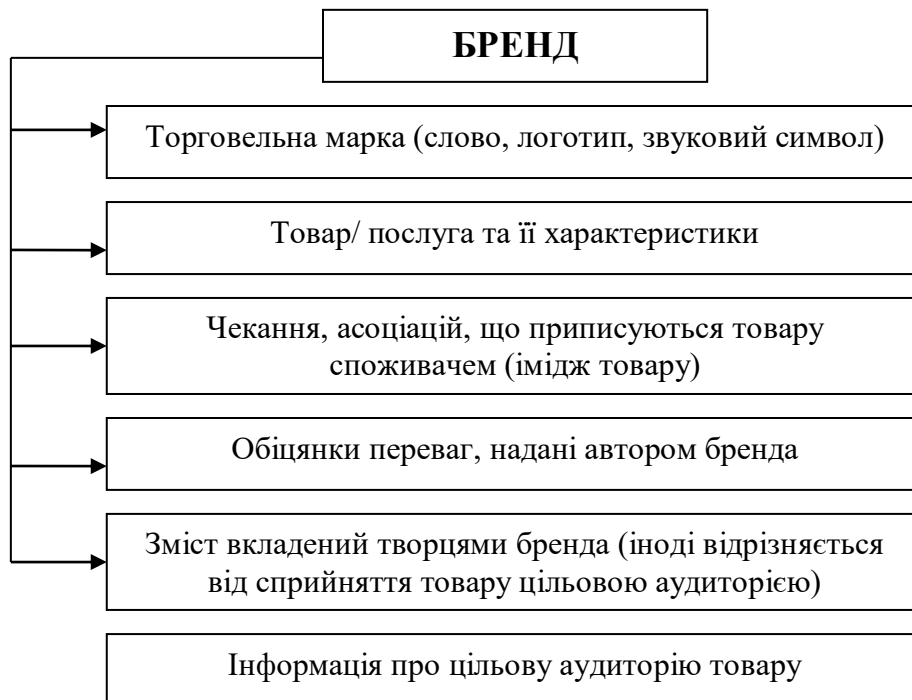 БРЕНД
Торговельна марка (слово, логотип, звуковий символ)
Товар/ послуга та її характеристики
Чекання, асоціацій, що приписуються товару
споживачем (імідж товару)
Обіцянки переваг, надані автором бренда
Зміст вкладений творцями бренда (іноді відрізняється
від сприйняття товару цільовою аудиторією)
Інформація про цільову аудиторію товару